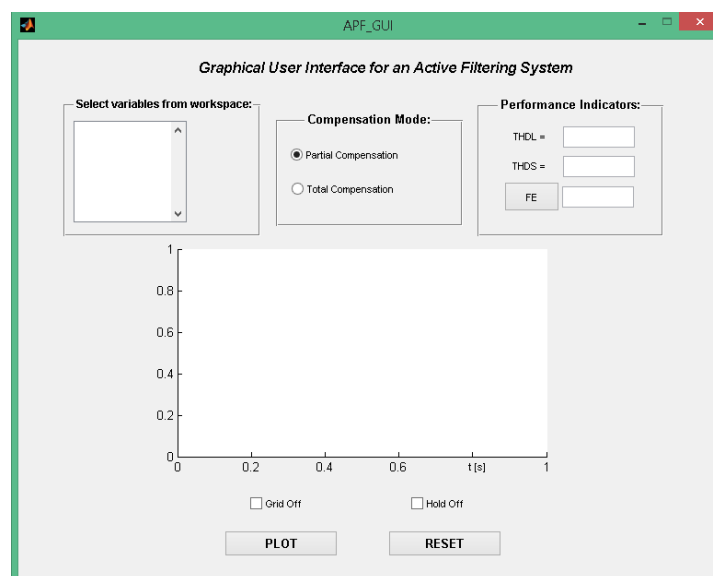 APF_GUI
Graphical User Interface for an Active Filtering System
Select variables from workspace:
Compensation Mode:
Partial Compensation
Total Compensation
Performance Indicators:
THDL =
THDS =
FE
1
0.8
0.6
0.4
0.2
0
0 0.2 0.4 0.6 t [s] 1
Grid Off Hold Off
PLOT RESET